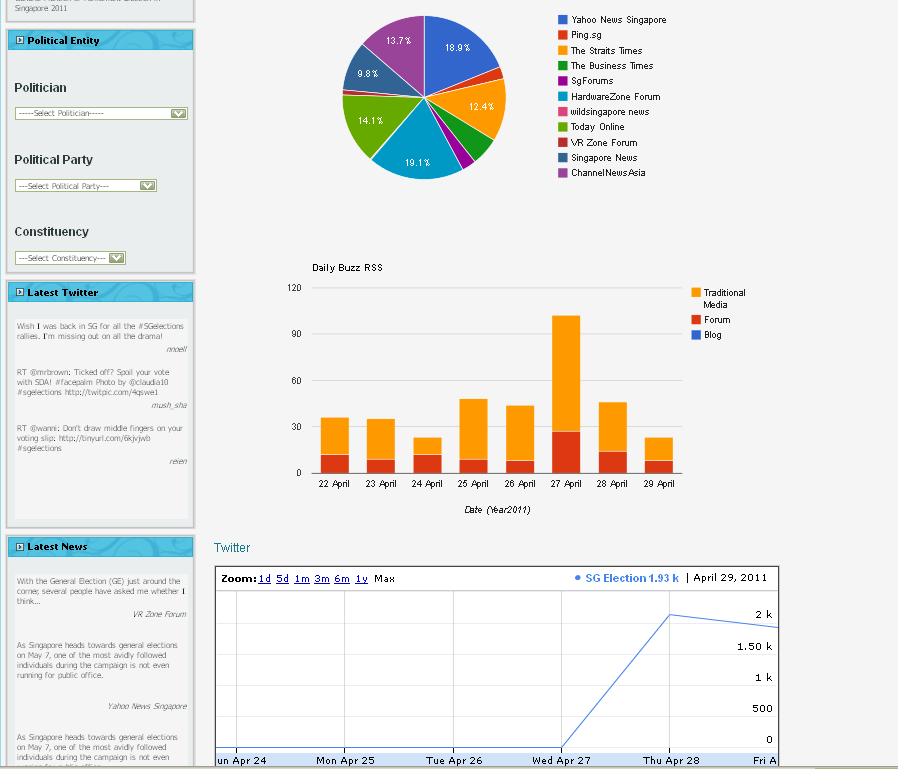 Singapore 2011
Political Entity
Politician
-----Select Politician-----
Political Party
---Select Political Party---
Constituency
---Select Constituency---
Latest Twitter
Wish I was back in SG for all the #SGelections
rallies. I'm missing out on all the drama!
nnoell
RT @mrbrown: Ticked off? Spoil your vote
with SDA! #facepalm Photo by @claudia10
#sgelections http://twitpic.com/4qswe1
mush_sha
RT @wanni: Don't draw middle fingers on your
voting slip: http://tinyurl.com/6kjvjwb
#sgelections
reien
Latest News
With the General Election (GE) just around the
corner, several people have asked me whether I
think...
VR Zone Forum
As Singapore heads towards general elections
on May 7, one of the most avidly followed
individuals during the campaign is not even
running for public office.
Yahoo News Singapore
As Singapore heads towards general elections
on May 7, one of the most avidly followed
individuals during the campaign is not even
18.9%
12.4%
19.1%
14.1%
9.8%
13.7%
Yahoo News Singapore
Ping.sg
The Straits Times
The Business Times
SgForums
HardwareZone Forum
wildsingapore news
Today Online
VR Zone Forum
Singapore News
ChannelNewsAsia
Daily Buzz RSS
120
90
60
30
0
22 April 23 April 24 April 25 April 26 April 27 April 28 April 29 April
Date (Year2011)
Traditional
Media
Forum
Blog
Twitter
Zoom: 1d 5d 1m 3m 6m 1y Max
SG Election 1.93 k | April 29, 2011
2 k
1.50 k
1 k
500
0
un Apr 24 Mon Apr 25 Tue Apr 26 Wed Apr 27 Thu Apr 28 Fri A